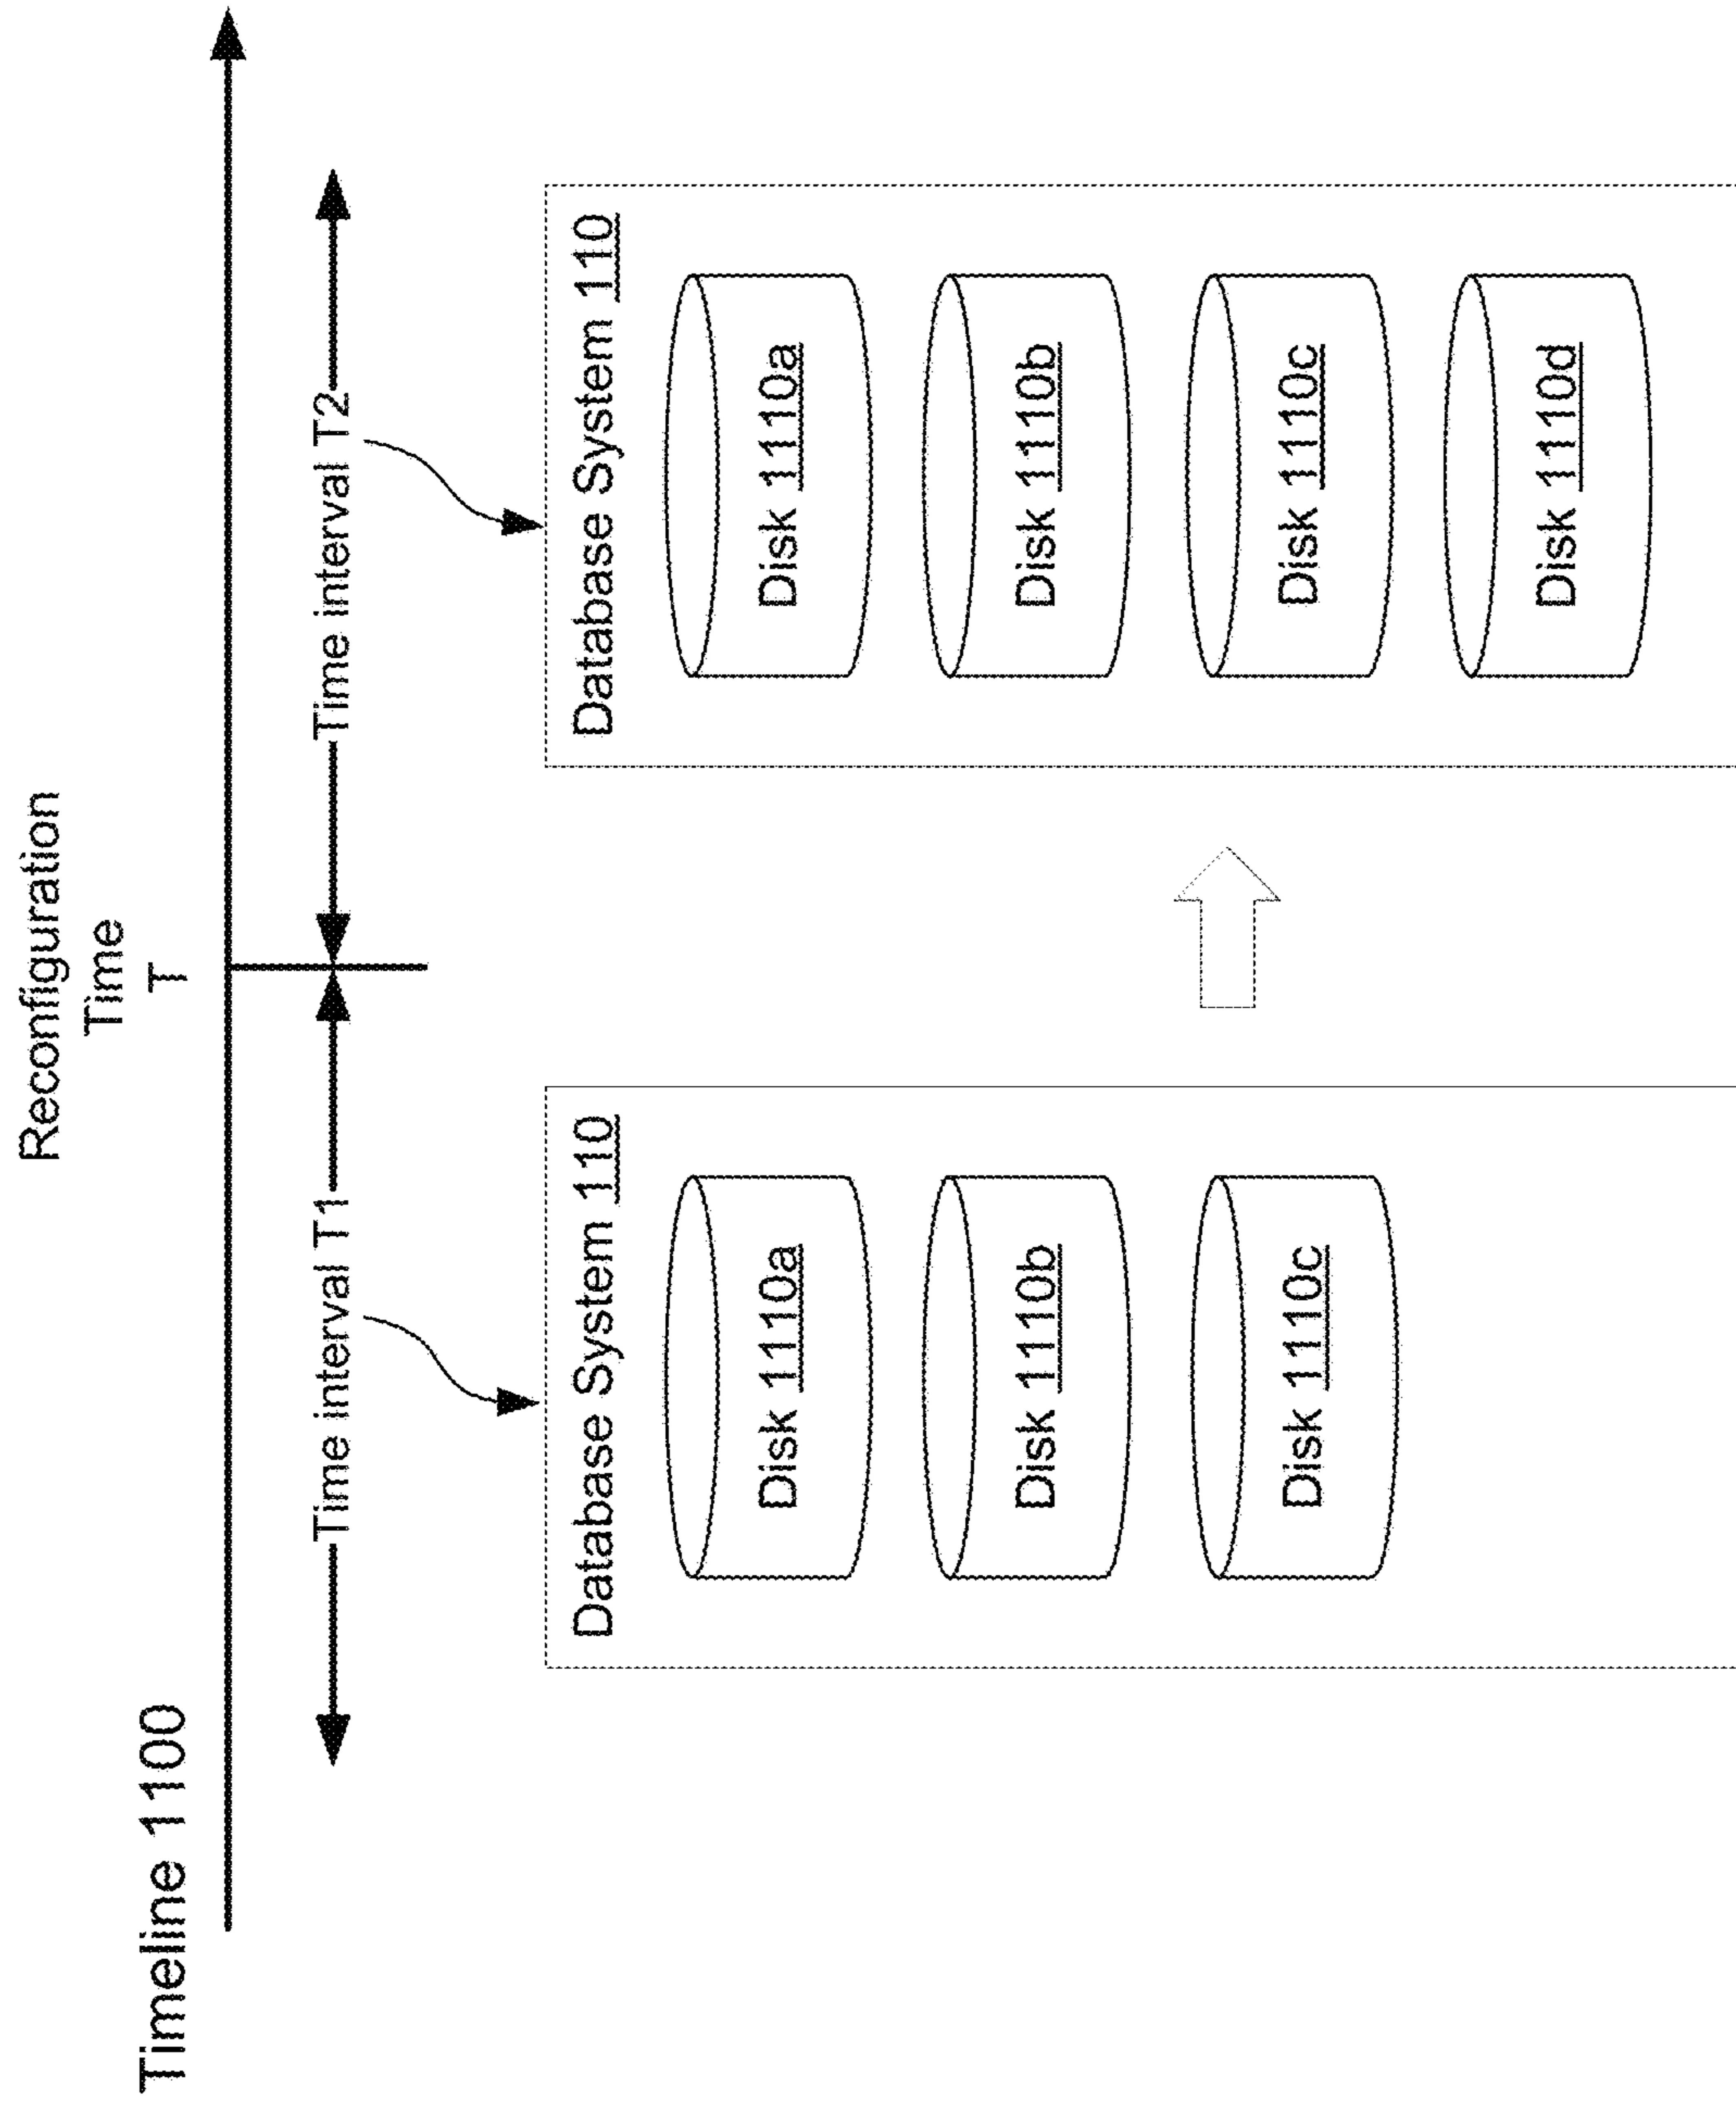 Reconfiguration
Time
T
Timeline 1100
Time interval T1
Time interval T2
Database System 110
Disk 1110a
Disk 1110b
Disk 1110c
Database System 110
Disk 1110a
Disk 1110b
Disk 1110c
Disk 1110d